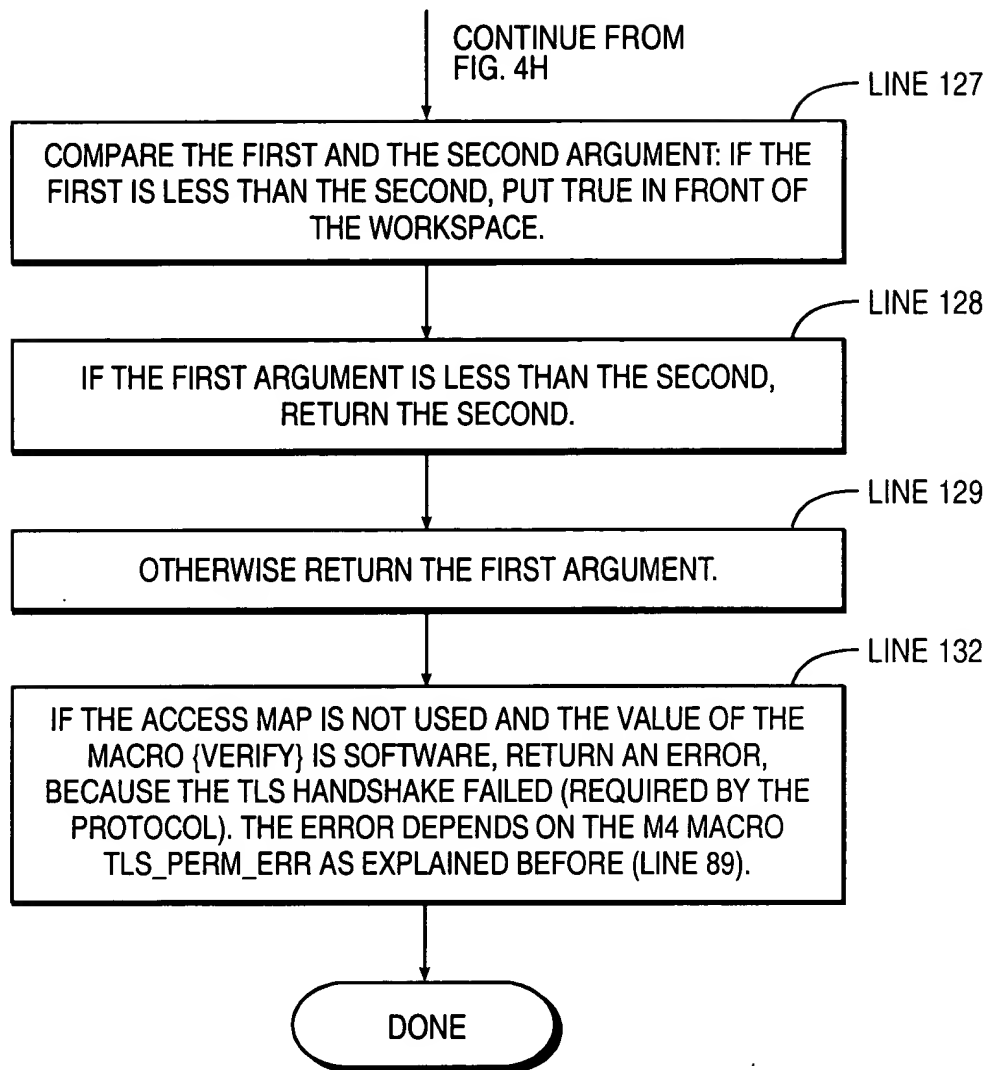 CONTINUE FROM
FIG. 4H
LINE 127
COMPARE THE FIRST AND THE SECOND ARGUMENT: IF THE
FIRST IS LESS THAN THE SECOND, PUT TRUE IN FRONT OF
THE WORKSPACE.
LINE 128
IF THE FIRST ARGUMENT IS LESS THAN THE SECOND,
RETURN THE SECOND.
LINE 129
OTHERWISE RETURN THE FIRST ARGUMENT.
LINE 132
IF THE ACCESS MAP IS NOT USED AND THE VALUE OF THE
MACRO {VERIFY} IS SOFTWARE, RETURN AN ERROR,
BECAUSE THE TLS HANDSHAKE FAILED (REQUIRED BY THE
PROTOCOL). THE ERROR DEPENDS ON THE M4 MACRO
TLS_PERM_ERR AS EXPLAINED BEFORE (LINE 89).
DONE